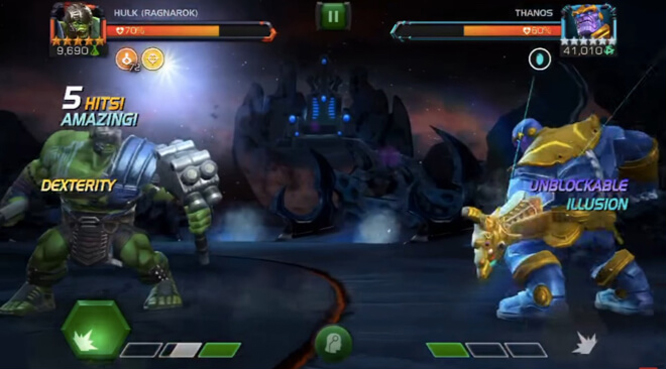 HULK (RAGNAROK)
70%
9,690
THANOS
60%
41,010
5 HITS!
AMAZING!
DEXTERITY
UNBLOCKABLE
ILLUSION